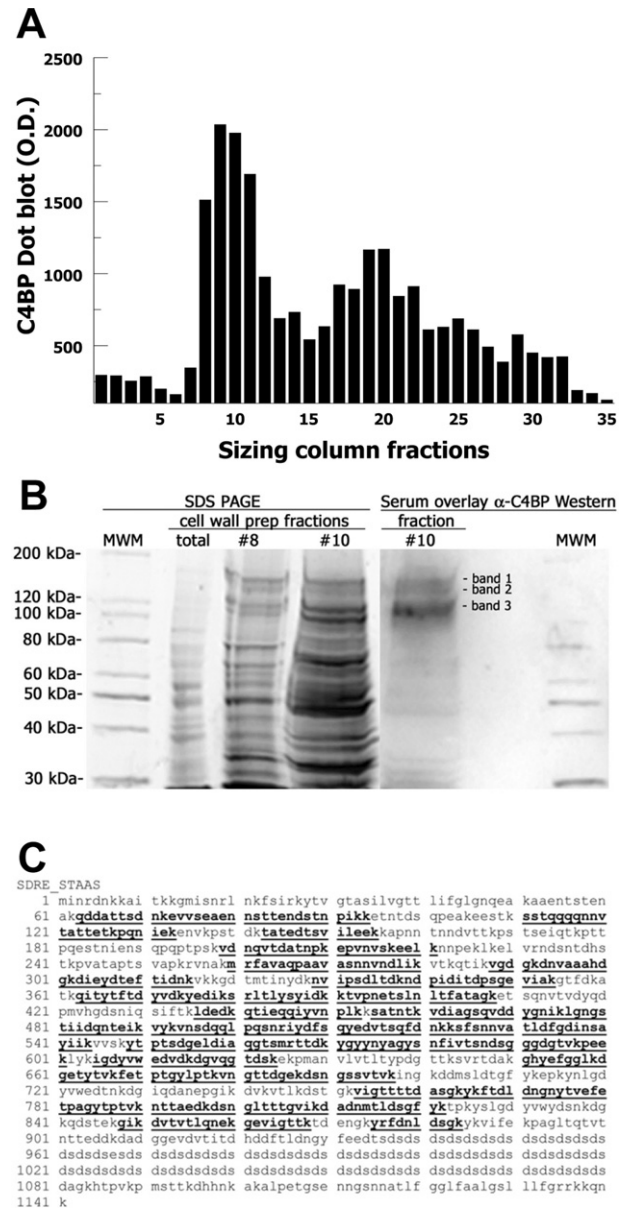 A
2500
2000
1500
1000
500
C4BP Dot blot (O.D.)
5 10 15 20 25 30 35
Sizing column fractions
B
SDS PAGE
Serum overlay α-C4BP Western
cell wall prep fractions
fraction
MWM total #8 #10 #10 MWM
200 kDa-
120 kDa-
100 kDa-
80 kDa-
60 kDa-
50 kDa-
40 kDa-
30 kDa-
- band 1
- band 2
- band 3
C
SDRE_STAAS
1 minrdnkkai tkkgmisnrl nkfsirkytv gtasilvgtt lifglgnqea kaaentsten
61 akqddattsd nkevvseaen nsttendstn pikketntds qpeakeestk sstqqqqnnv
121 tattetkpqn iekenvkpst dktatedtsv ileekkapnn tnndvttkps tseiqtkptt
181 pqestniens qpqptpskvd nqvtdatnpk epvnvskeel knnpeklkel vrndsntdhs
241 tkpvatapts vapkrvnakm rfavaqpaav asnnvndlik vtkqtikvgd gkdnvaaahd
301 gkdieydtef tidnkvkkgd tmtinydknv ipsdltdknd piditdpsge viakgtfdka
361 tkqitytftd yvdkyediks rltlysyidk ktvpnetsln ltfatagket sqnvtvdyqd
421 pmvhgdsniq siftkldedk qtieqqiyvn plkksatntk vdiagsqvdd ygniklgngs
481 tiidqnteik vykvnsdqql pqsnriydfs qyedvtsqfd nkksfsnnva tldfgdinsa
541 yiikvvskyt ptsdgeldia qgtsmrttdk ygyynyagys nfivtsndsg ggdgtvkpee
601 klykigdyvw edvdkdgvqg tdskekpman vlvtltypdg ttksvrtdak ghyefgglkd
661 getytvkfet ptgylptkvn gttdgekdsn gssvtvking kddmsldtgf ykepkynlgd
721 yvwedtnkdg iqdanepgik dvkvtlkdst gkvigttttd asgkykftdl dngnytvefe
781 tpagytptvk nttaedkdsn glttgvikd adnmtldsgf yktpkyslgd yvwydsnkdg
841 kqdstekgik dvtvtlqnek gevigttktd engkyrfdnl dsgkykvife kpagltqtvt
901 nteddkdad ggevdvtitd hddftldngy feedtsdsds dsdsdsdsds dsdsdsdsds
961 dsdsdsesds dsdsdsdsds dsdsdsdsds dsdsdsdsds dsdsdsdsds dsdsdsdsds
1021 dsdsdsdsds dsdsdsdsds dsdsdsdsds dsdsdsdsds dsdsdsdsds dsdsdsdsds
1081 dagkhtpvkp msttkdhhnk akalpetgse nngsnnatlf gglfaalgsl llfgrrkkqn
1141 k